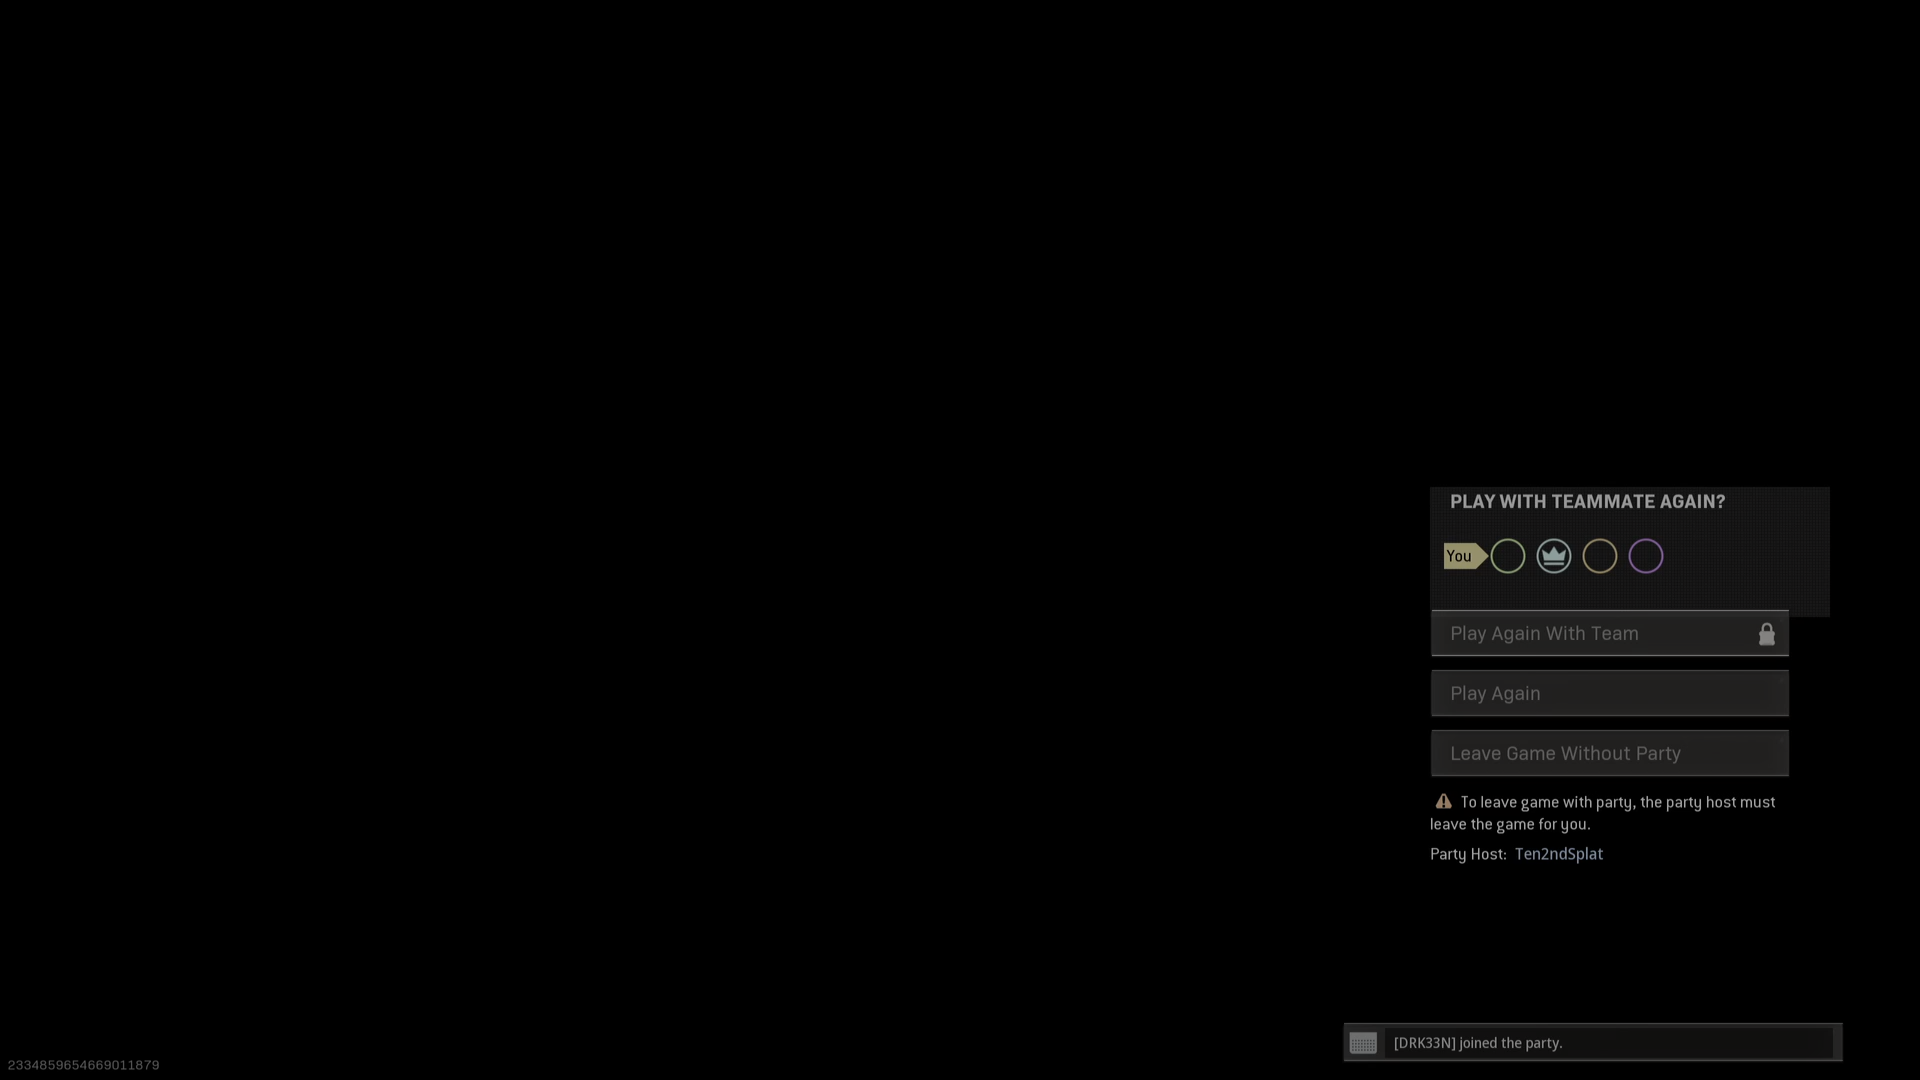 PLAY WITH TEAMMATE AGAIN?
You
Play Again With Team
Play Again
Leave Game Without Party
To leave game with party, the party host must
leave the game for you.
Party Host: Ten2ndSplat
[DRK33N] joined the party.
2334859654669011879